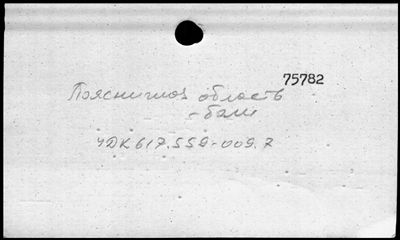 75782
Поясничная область
- боли
УДК 617.559-009.7